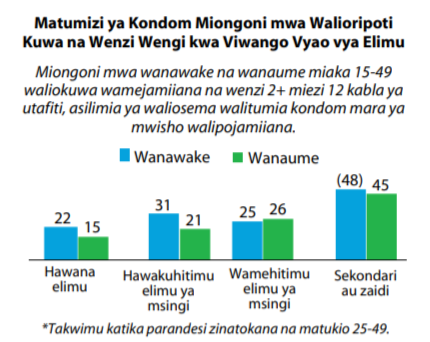 Matumizi ya Kondom Miongoni mwa Walioripoti
Kuwa na Wenzi Wengi kwa Viwango Vyao vya Elimu
Miongoni mwa wanawake na wanaume miaka 15-49
waliokuwa wamejamiiana na wenzi 2+ miezi 12 kabla ya
utafiti, asilimia ya waliosema walitumia kondom mara ya
mwisho walipojamiiana.
Wanawake Wanaume
22 15 31 21 25 26 (48) 45
Hawana Hawakuhitimu Wamehitimu Sekondari
elimu elimu ya elimu ya au zaidi
msingi msingi
*Takwimu katika parandesi zinatokana na matukio 25-49.